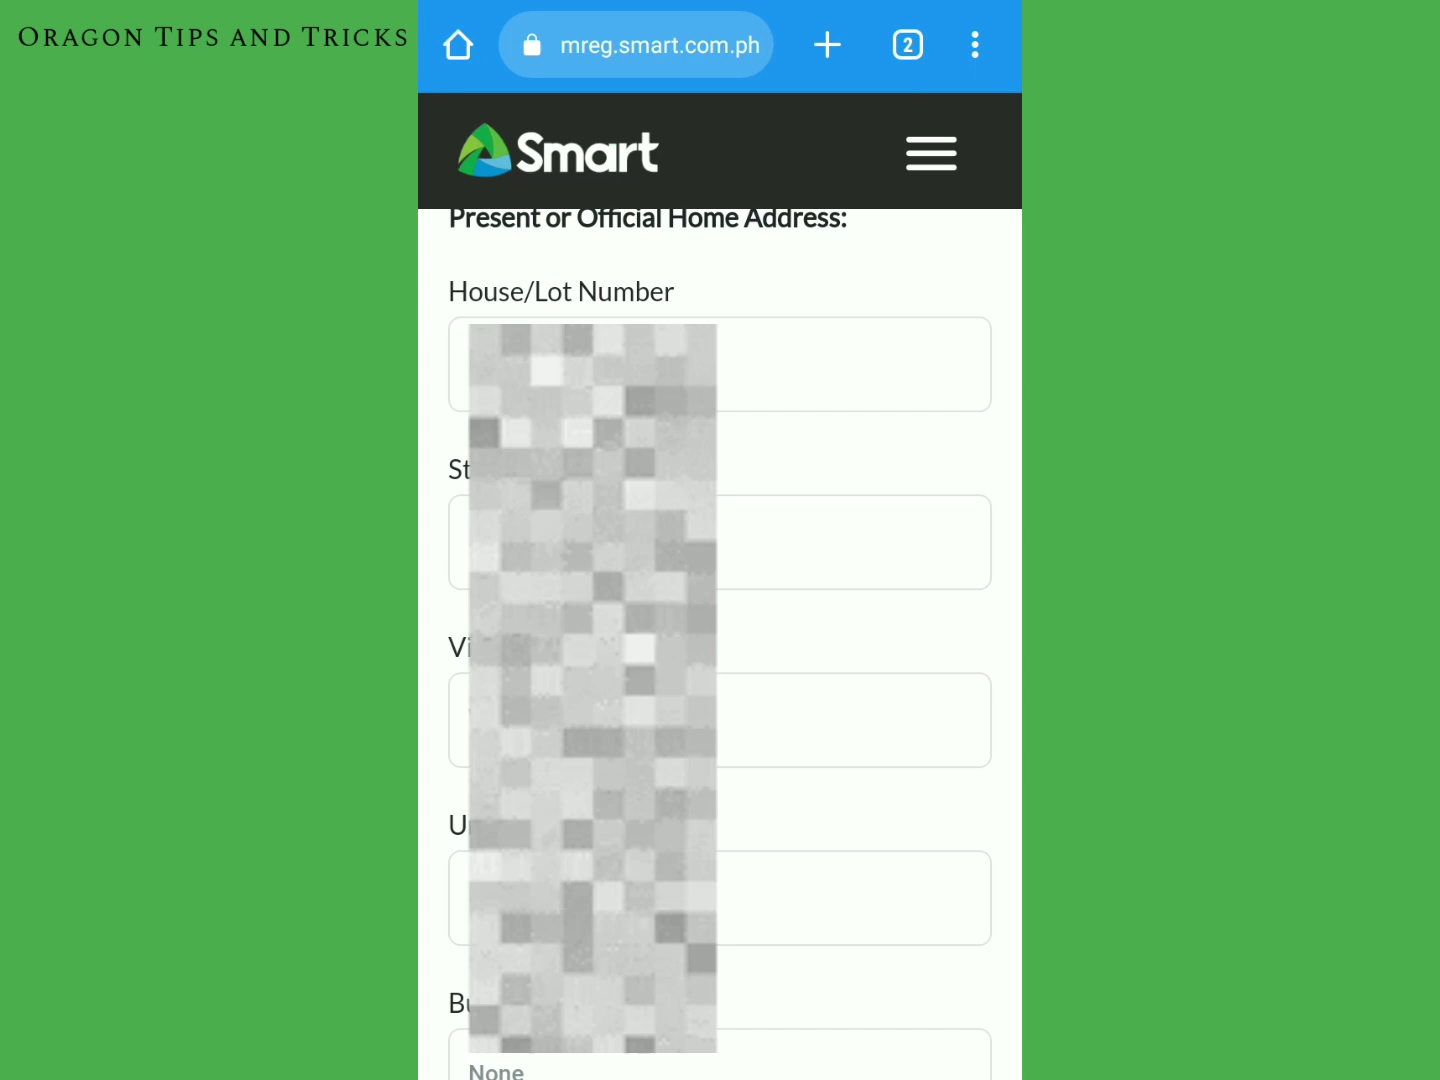 ORAGON TIPS AND TRICKS
mreg.smart.com.ph
2
Smart
Present or Official Home Address:
House/Lot Number
St
Vi
None